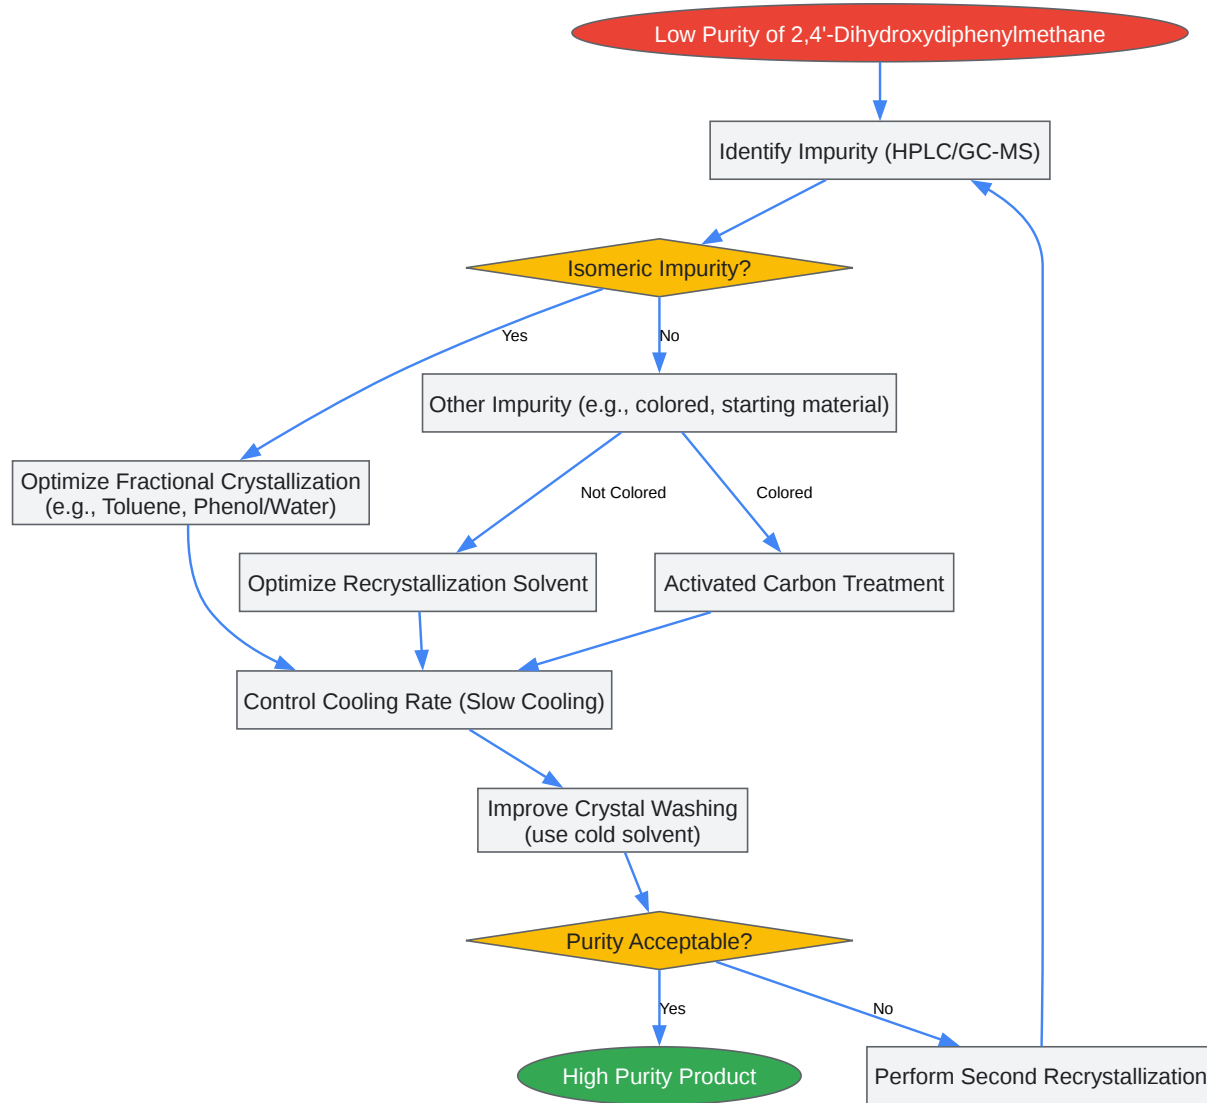 Low Purity of 2,4'-Dihydroxydiphenylmethane
Identify Impurity (HPLC/GC-MS)
Isomeric Impurity?
Yes
No
Other Impurity (e.g., colored, starting material)
Optimize Fractional Crystallization
(e.g., Toluene, Phenol/Water)
Not Colored
Colored
Optimize Recrystallization Solvent
Activated Carbon Treatment
Control Cooling Rate (Slow Cooling)
Improve Crystal Washing
(use cold solvent)
Purity Acceptable?
Yes
No
High Purity Product
Perform Second Recrystallization